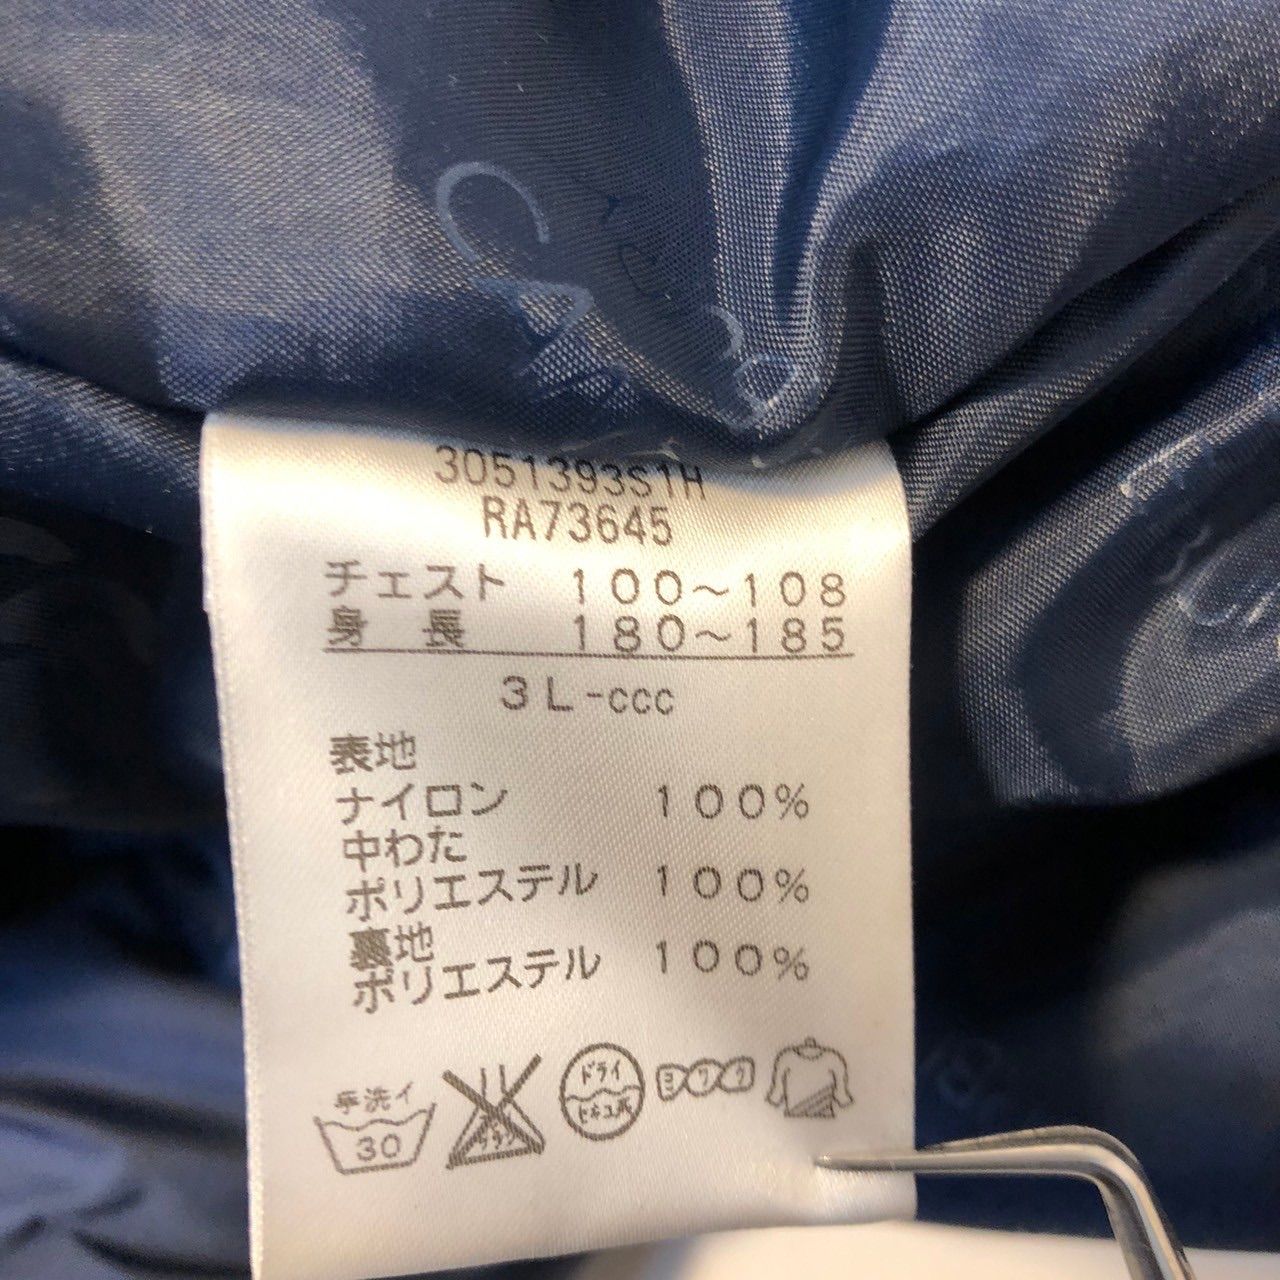 3051393S1H
RA73645
チェスト 100～108
身 長 180～185
3L-ccc
表地
ナイロン 100%
中わた
ポリエステル 100%
裏地
ポリエステル 100%
手洗イ
30
ドライ
セキユ系
ヨワク